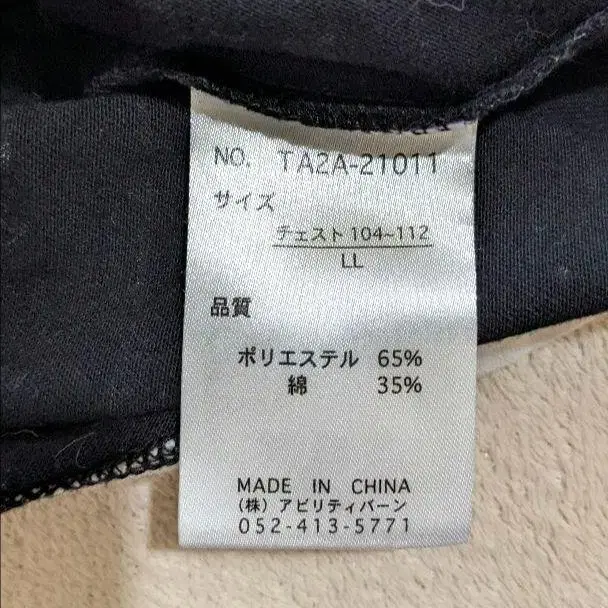 NO. TA2A-21011
サイズ
チェスト 104~112
LL
品質
ポリエステル 65%
綿 35%
MADE IN CHINA
(株) アビリティバーン
052-413-5771